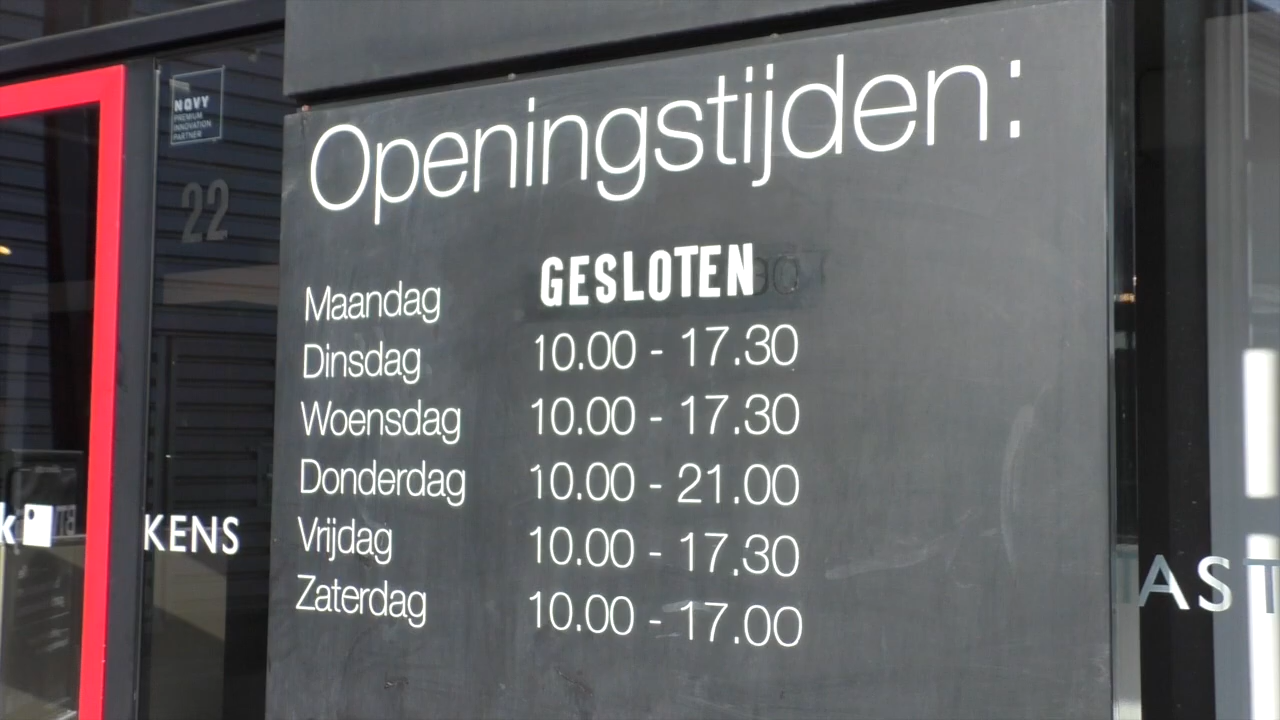 NOVY
PREMIUM
INNOVATION
PARTNER
22
Openingstijden:
Maandag GESLOTEN
Dinsdag 10.00 - 17.30
Woensdag 10.00 - 17.30
Donderdag 10.00 - 21.00
Vrijdag 10.00 - 17.30
Zaterdag 10.00 - 17.00
KENS
AST